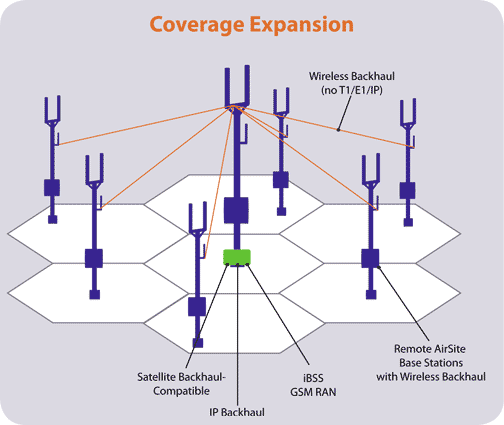 Coverage Expansion
Wireless Backhaul
(no T1/E1/IP)
Satellite Backhaul-
Compatible
IP Backhaul
iBSS
GSM RAN
Remote AirSite
Base Stations
with Wireless Backhaul